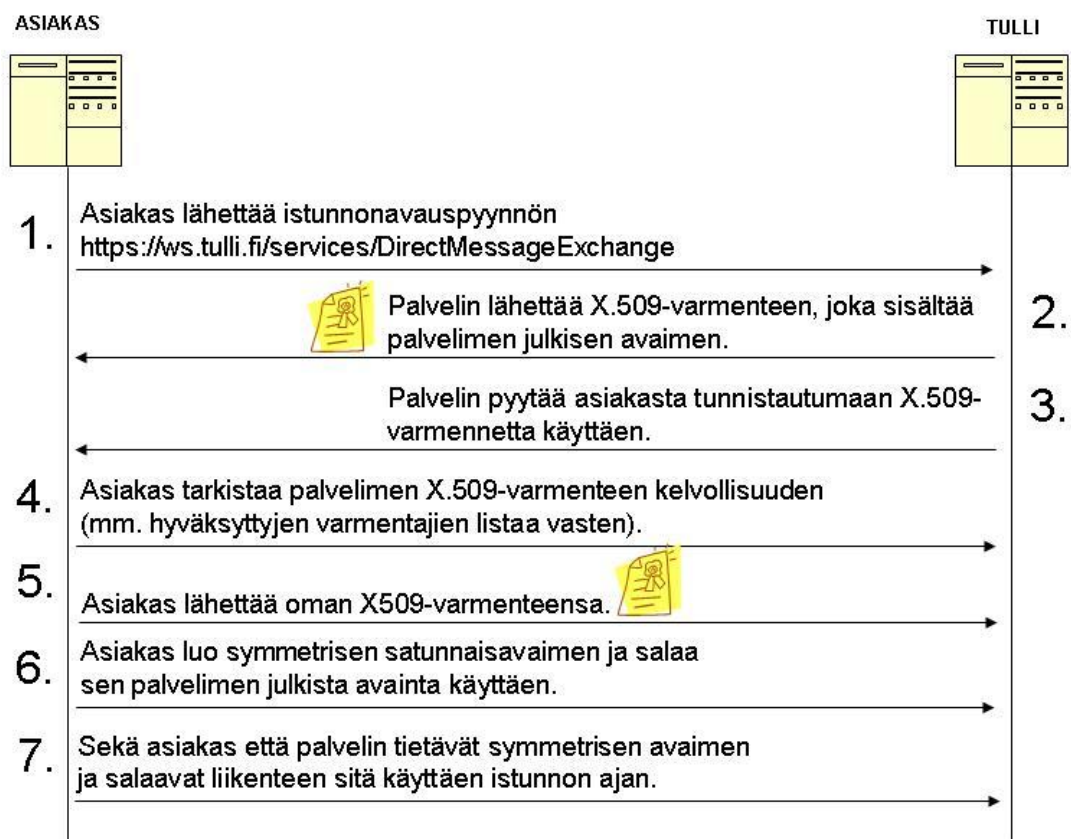 ASIAKAS
TULLI
1.
Asiakas lähettää istunnonavauspyynnön
https://ws.tulli.fi/services/DirectMessageExchange
Palvelin lähettää X.509-varmenteen, joka sisältää
palvelimen julkisen avaimen.
2.
Palvelin pyytää asiakasta tunnistautumaan X.509-
varmennetta käyttäen.
3.
4.
Asiakas tarkistaa palvelimen X.509-varmenteen kelvollisuuden
(mm. hyväksyttyjen varmentajien listaa vasten).
5.
Asiakas lähettää oman X509-varmenteensa.
6.
Asiakas luo symmetrisen satunnaisavaimen ja salaa
sen palvelimen julkista avainta käyttäen.
7.
Sekä asiakas että palvelin tietävät symmetrisen avaimen
ja salaavat liikenteen sitä käyttäen istunnon ajan.